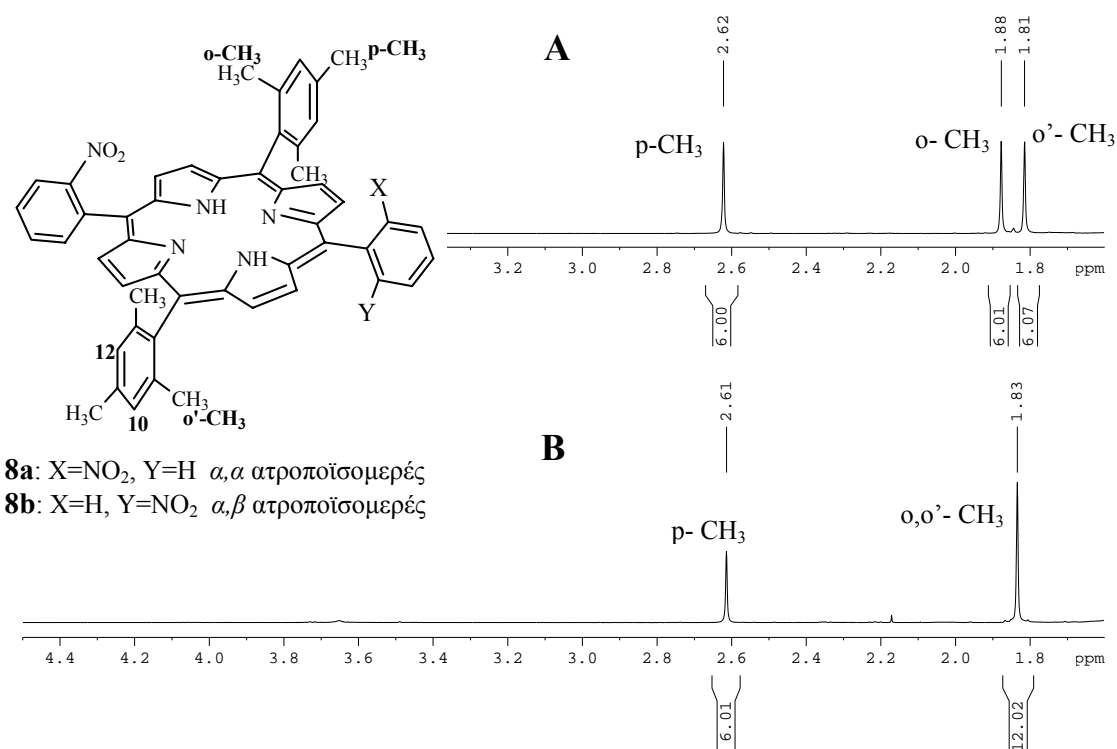 o-CH3
p-CH3
H3C
CH3
NO2
CH3
X
NH
N
N
NH
CH3
Y
12
H3C
10
CH3
o'-CH3
8a: X=NO2, Y=H α,α ατροποϊσομερές
8b: X=H, Y=NO2 α,β ατροποϊσομερές
A
2.62
1.88
1.81
p-CH3
o- CH3
o’- CH3
3.2 3.0 2.8 2.6 2.4 2.2 2.0 1.8 ppm
6.00
6.01
6.07
B
2.61
1.83
p- CH3
o,o’- CH3
4.4 4.2 4.0 3.8 3.6 3.4 3.2 3.0 2.8 2.6 2.4 2.2 2.0 1.8 ppm
6.01
12.02